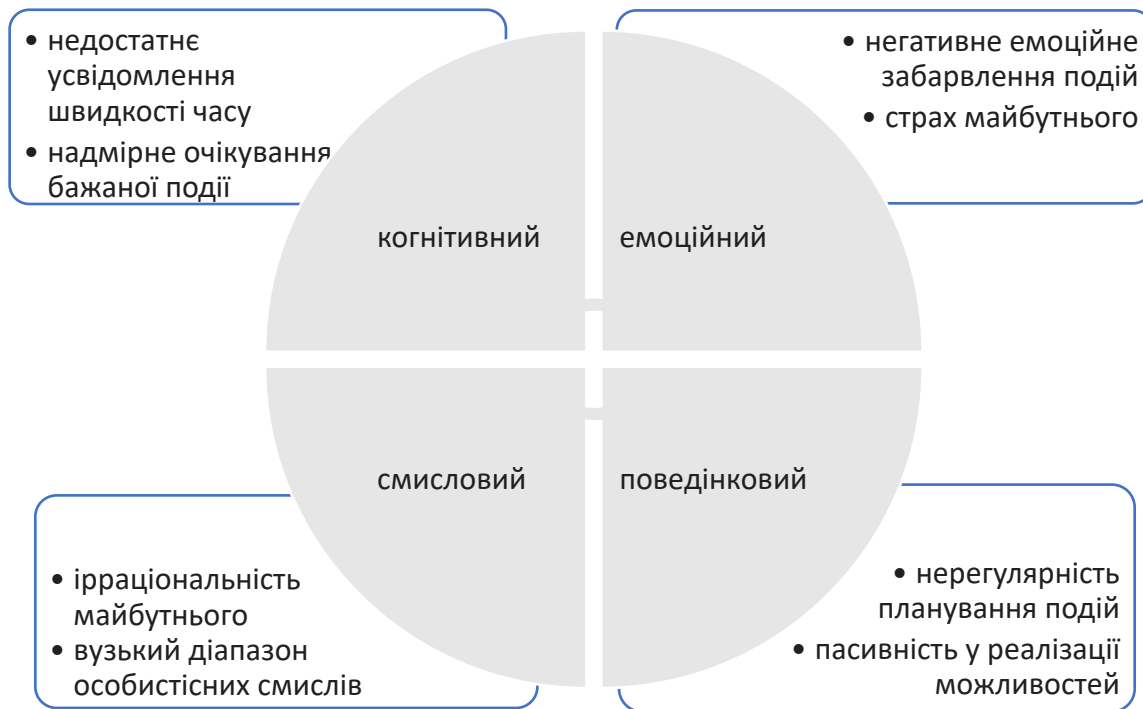 • недостатнє
усвідомлення
швидкості часу
• надмірне очікування
бажаної події
• негативне емоційне
забарвлення подій
• страх майбутнього
когнитивний
емоційний
смисловий
поведінковий
• ірраціональність
майбутнього
• вузький діапазон
особистісних смислів
• нерегулярність
планування подій
• пасивність у реалізації
можливостей